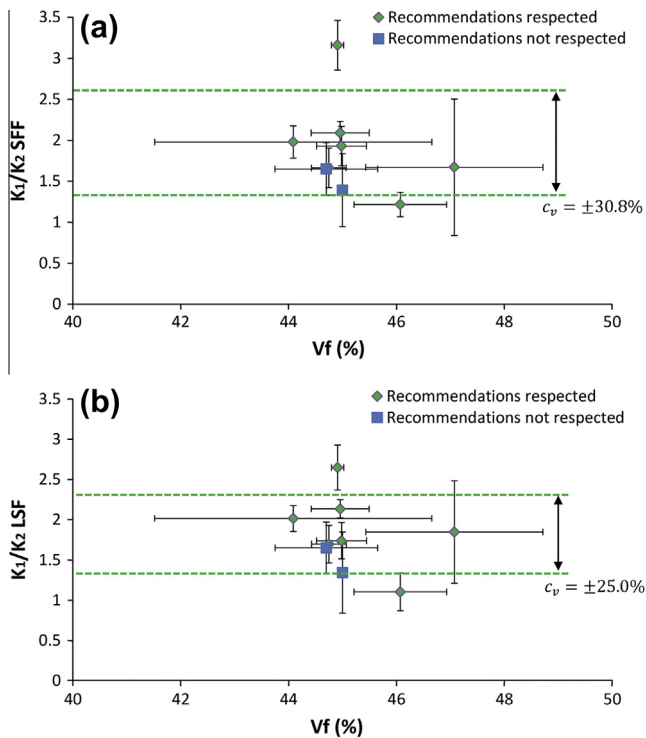 (a)
Recommendations respected
Recommendations not respected
3.5
3
2.5
2
1.5
1
0.5
0
K₁/K₂ SFF
cᵥ = ±30.8%
40 42 44 46 48 50
Vf (%)
(b)
Recommendations respected
Recommendations not respected
3.5
3
2.5
2
1.5
1
0.5
0
K₁/K₂ LSF
cᵥ = ±25.0%
40 42 44 46 48 50
Vf (%)